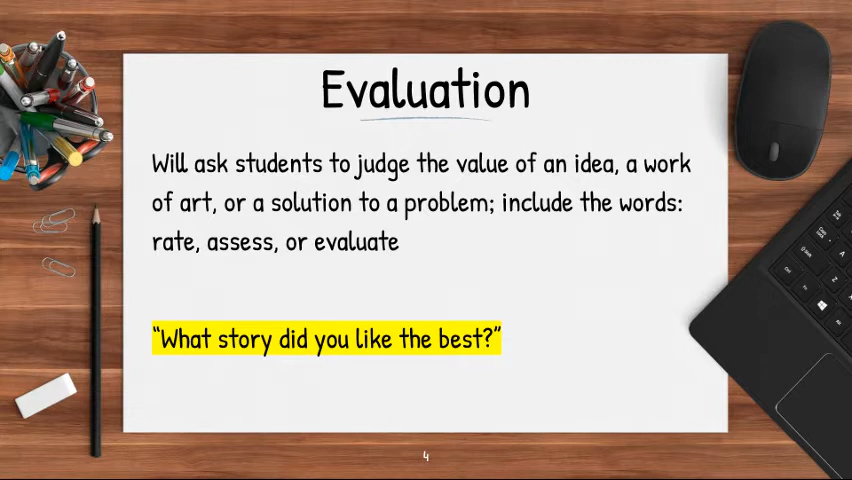 Evaluation
Will ask students to judge the value of an idea, a work
of art, or a solution to a problem; include the words:
rate, assess, or evaluate
“What story did you like the best?”
4